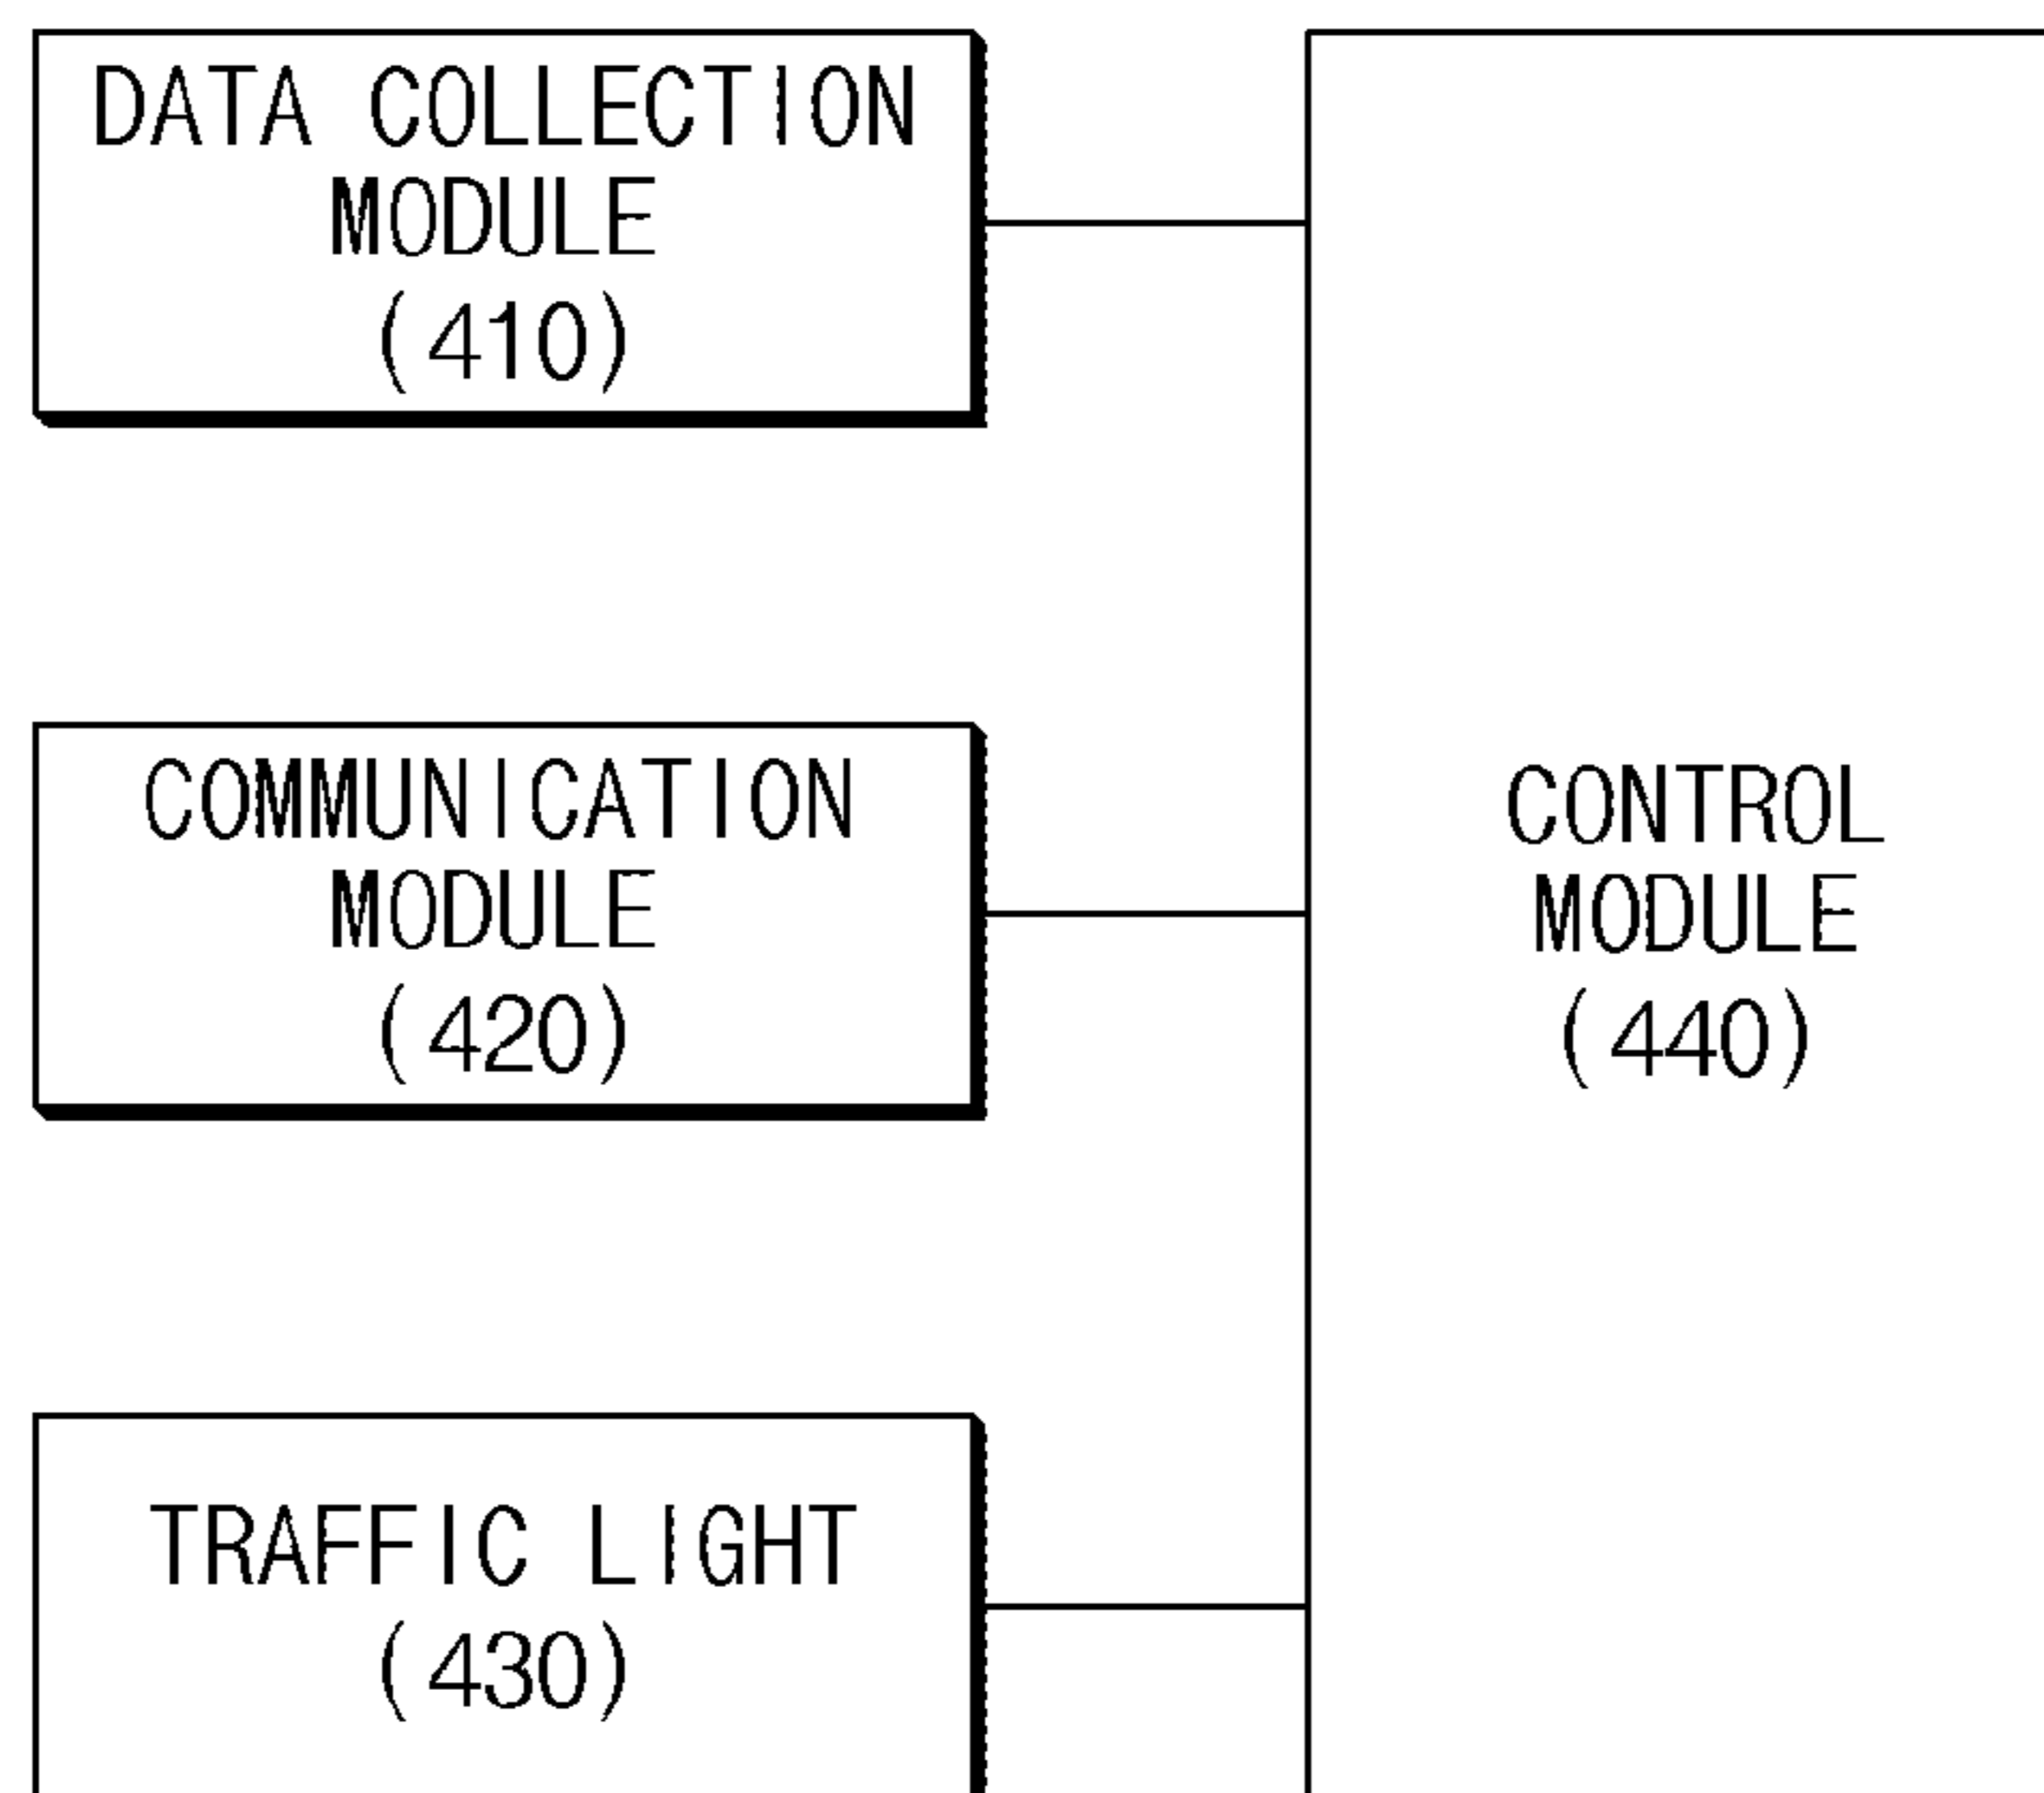 DATA COLLECTION
MODULE
(410)
COMMUNICATION
MODULE
(420)
TRAFFIC LIGHT
(430)
CONTROL
MODULE
(440)